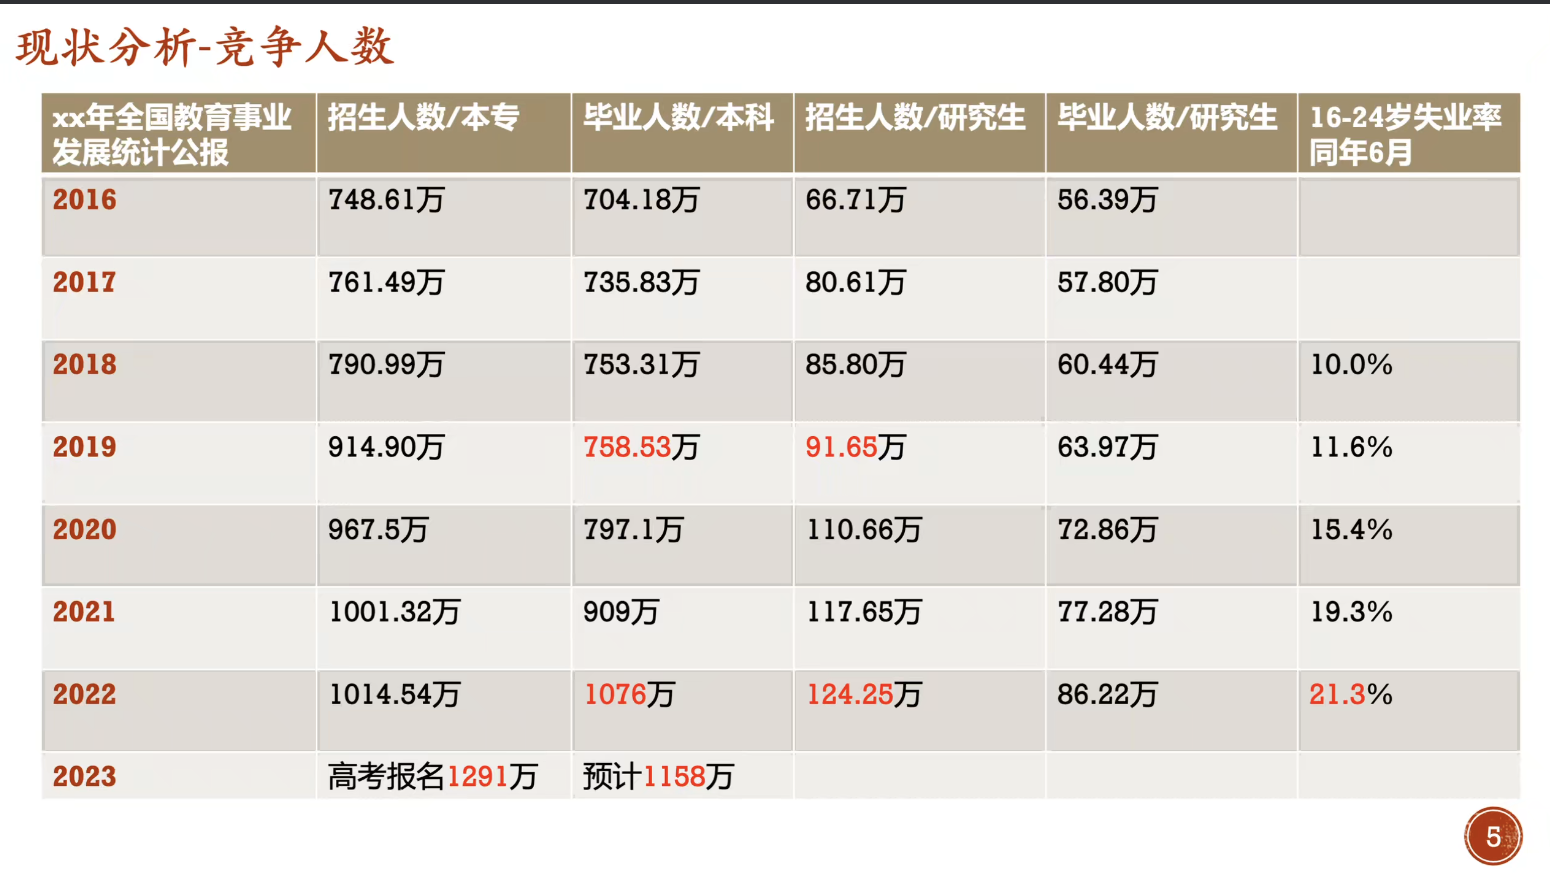 现状分析-竞争人数
xx年全国教育事业 招生人数/本专 毕业人数/本科 招生人数/研究生 毕业人数/研究生 16-24岁失业率
发展统计公报 同年6月
2016 748.61万 704.18万 66.71万 56.39万
2017 761.49万 735.83万 80.61万 57.80万
2018 790.99万 753.31万 85.80万 60.44万 10.0%
2019 914.90万 758.53万 91.65万 63.97万 11.6%
2020 967.5万 797.1万 110.66万 72.86万 15.4%
2021 1001.32万 909万 117.65万 77.28万 19.3%
2022 1014.54万 1076万 124.25万 86.22万 21.3%
2023 高考报名1291万 预计1158万
5